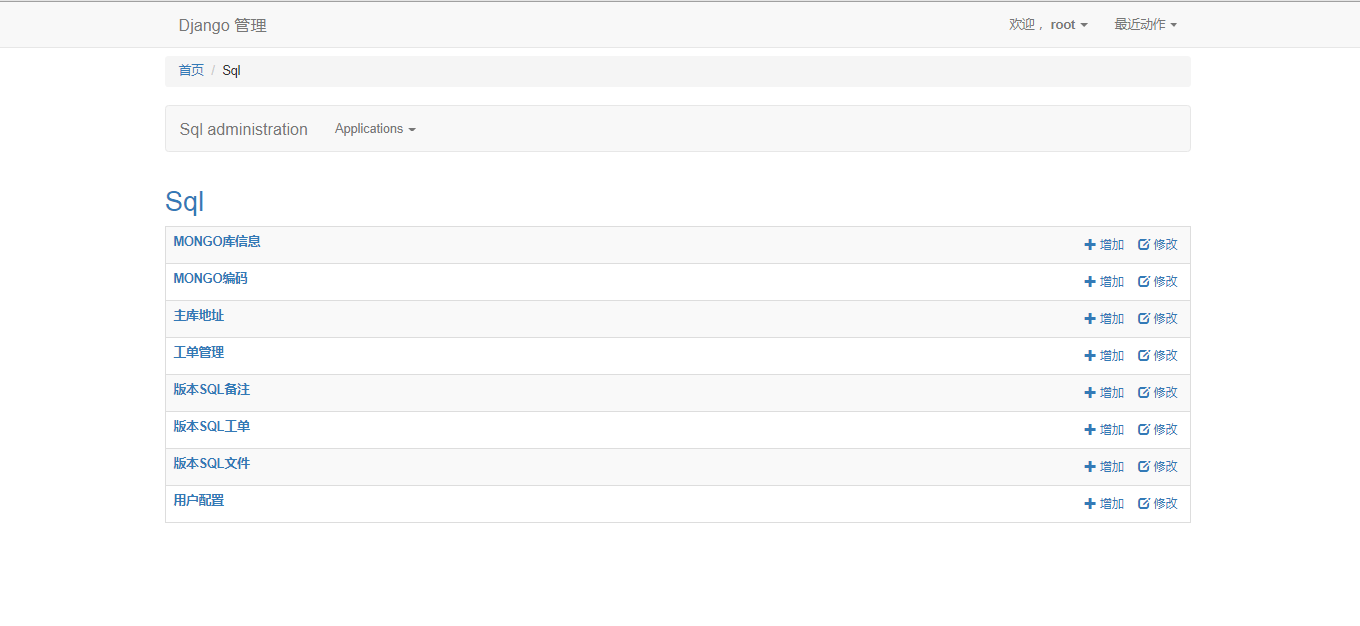 Django 管理 欢迎， root 最近动作
首页 / Sql
Sql administration Applications
Sql
MONGO库信息 增加 修改
MONGO编码 增加 修改
主库地址 增加 修改
工单管理 增加 修改
版本SQL备注 增加 修改
版本SQL工单 增加 修改
版本SQL文件 增加 修改
用户配置 增加 修改